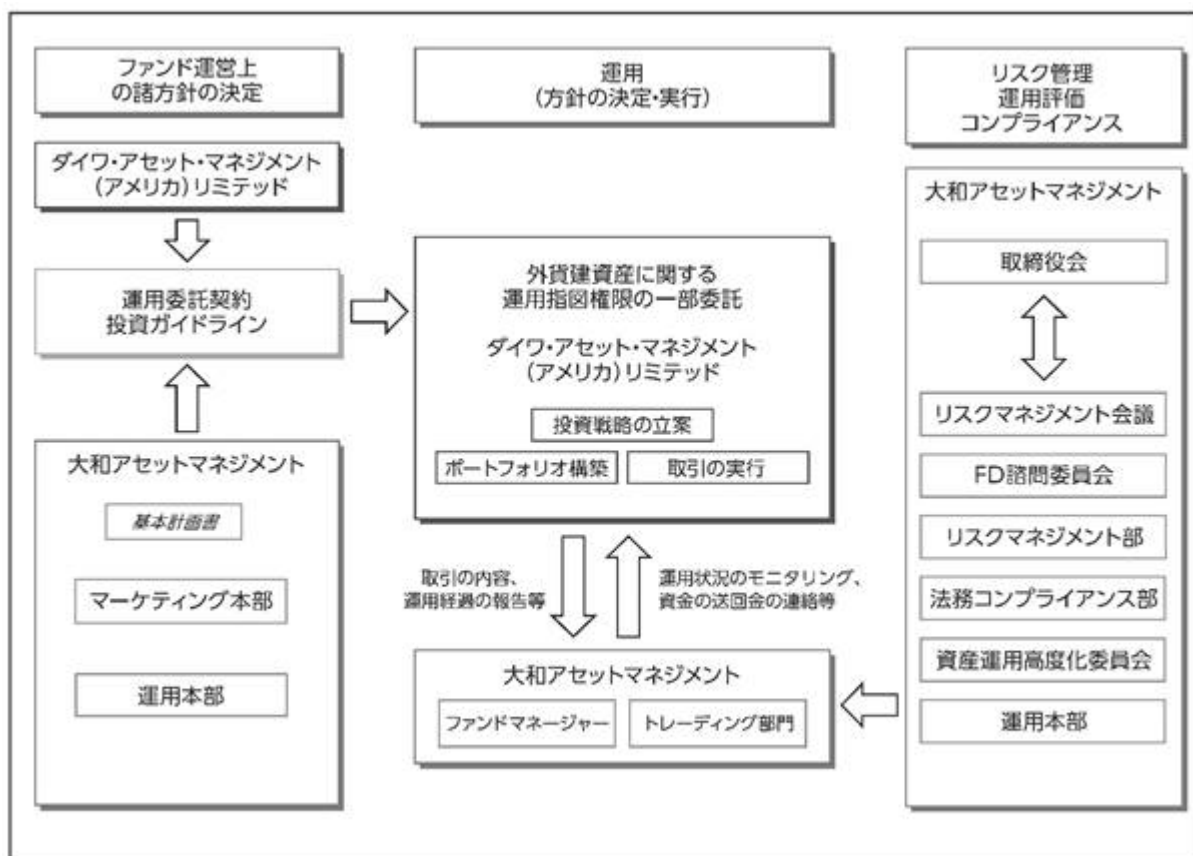 ファンド運営上
の諸方針の決定
ダイワ・アセット・マネジメント
(アメリカ)リミテッド
運用委託契約
投資ガイドライン
大和アセットマネジメント
基本計画書
マーケティング本部
運用本部
運用
(方針の決定・実行)
外貨建資産に関する
運用指図権限の一部委託
ダイワ・アセット・マネジメント
(アメリカ)リミテッド
投資戦略の立案
ポートフォリオ構築
取引の実行
取引の内容、
運用経過の報告等
運用状況のモニタリング、
資金の送回金の連絡等
大和アセットマネジメント
ファンドマネージャー
トレーディング部門
リスク管理
運用評価
コンプライアンス
大和アセットマネジメント
取締役会
リスクマネジメント会議
FD諮問委員会
リスクマネジメント部
法務コンプライアンス部
資産運用高度化委員会
運用本部